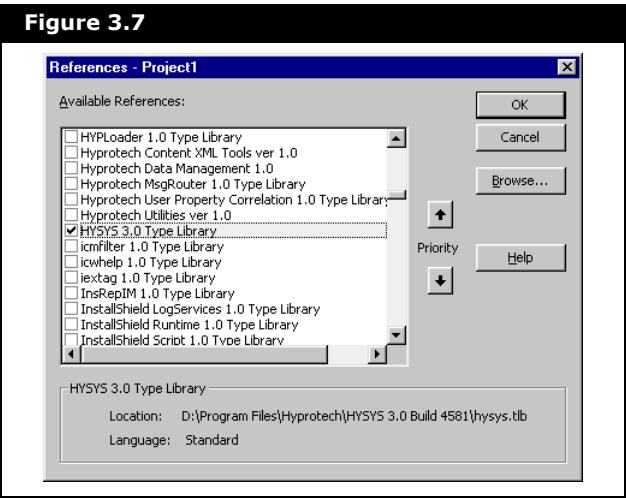 Figure 3.7
References - Project1
Available References:
HYPLoader 1.0 Type Library
Hyprotech Content XML Tools ver 1.0
Hyprotech Data Management 1.0
Hyprotech MsgRouter 1.0 Type Library
Hyprotech User Property Correlation 1.0 Type Library
Hyprotech Utilities ver 1.0
HYSYS 3.0 Type Library
icmfilter 1.0 Type Library
icwhelp 1.0 Type Library
iextag 1.0 Type Library
InsRepIM 1.0 Type Library
InstallShield LogServices 1.0 Type Library
InstallShield Runtime 1.0 Type Library
InstallShield Script 1.0 Type Library
Priority
OK
Cancel
Browse...
Help
HYSYS 3.0 Type Library
Location: D:\Program Files\Hyprotech\HYSYS 3.0 Build 4581\hysys.tlb
Language: Standard